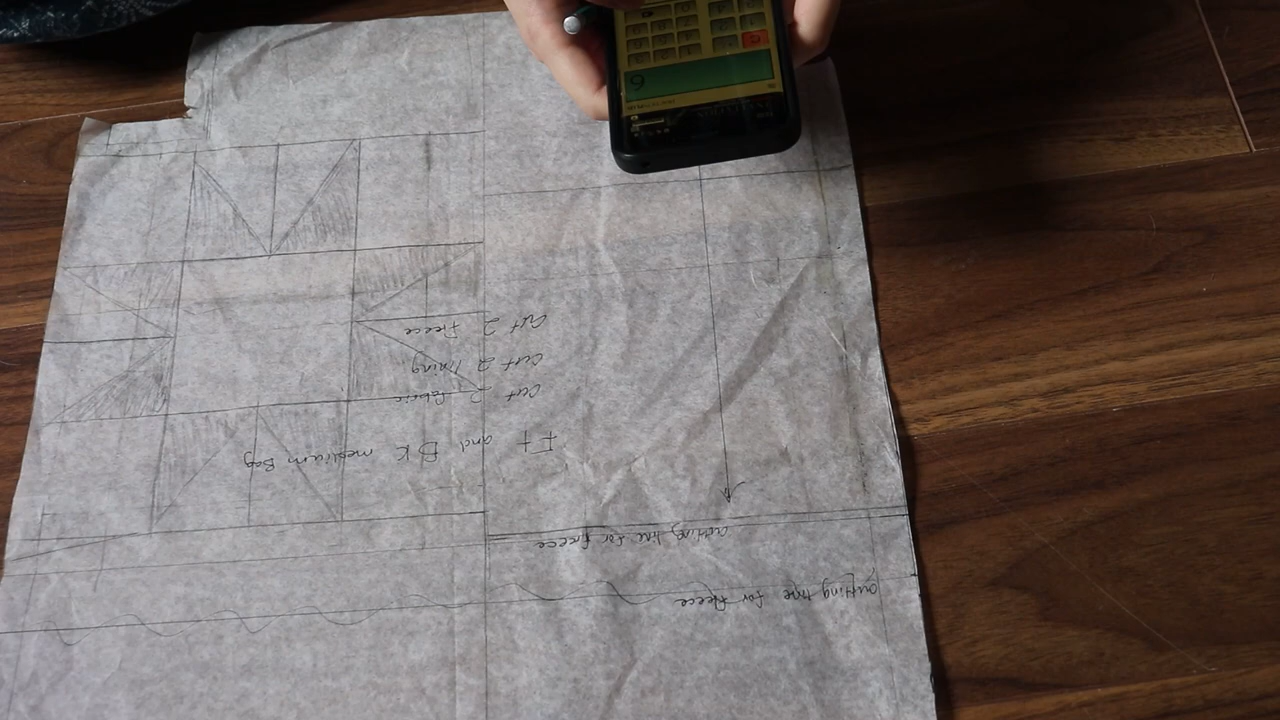 Ft and Bk medium Bag
Cut 2 fabric
Cut 2 lining
Cut 2 fleece
cutting line for fleece
cutting line for fleece
6